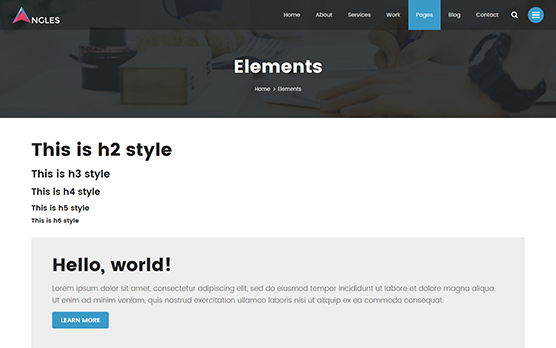 ANGLES Home About Services Work Pages Blog Contact
Elements
Home > Elements
This is h2 style
This is h3 style
This is h4 style
This is h5 style
This is h6 style
Hello, world!
Lorem ipsum dolor sit amet, consectetur adipiscing elit, sed do eiusmod tempor incididunt ut labore et dolore magna aliqua.
Ut enim ad minim veniam, quis nostrud exercitation ullamco laboris nisi ut aliquip ex ea commodo consequat.
LEARN MORE